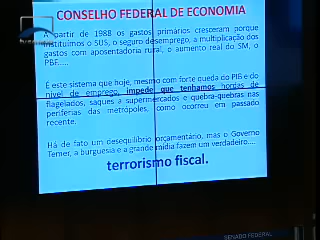 CONSELHO FEDERAL DE ECONOMIA
A partir de 1988 os gastos primários cresceram porque
instituímos o SUS, o seguro desemprego, a multiplicação dos
gastos com aposentadoria rural, o aumento real do SM, o
PBF.....
É este sistema que hoje, mesmo com forte queda do PIB e do
nível de emprego, impede que tenhamos hordas de
flagelados, saques a supermercados e quebra-quebras nas
periferias das metrópoles, como ocorreu em passado
recente.
Há de fato um desequilíbrio orçamentário, mas o Governo
Temer, a burguesia e a grande mídia fazem um verdadeiro....
terrorismo fiscal.
SENADO FEDERAL